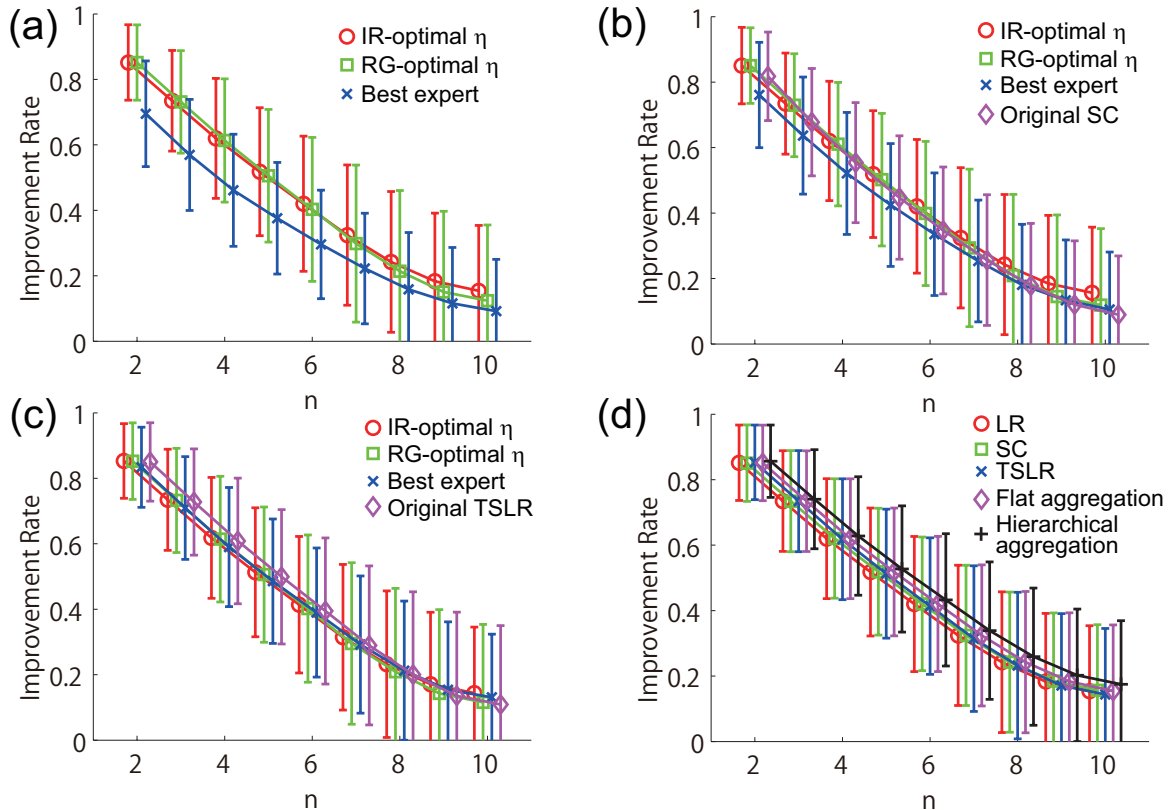 (a)
1
0.8
0.6
0.4
0.2
0
Improvement Rate
IR-optimal η
RG-optimal η
Best expert
2 4 6 8 10
n
(b)
1
0.8
0.6
0.4
0.2
0
Improvement Rate
IR-optimal η
RG-optimal η
Best expert
Original SC
2 4 6 8 10
n
(c)
1
0.8
0.6
0.4
0.2
0
Improvement Rate
IR-optimal η
RG-optimal η
Best expert
Original TSLR
2 4 6 8 10
n
(d)
1
0.8
0.6
0.4
0.2
0
Improvement Rate
LR
SC
TSLR
Flat aggregation
Hierarchical
aggregation
2 4 6 8 10
n